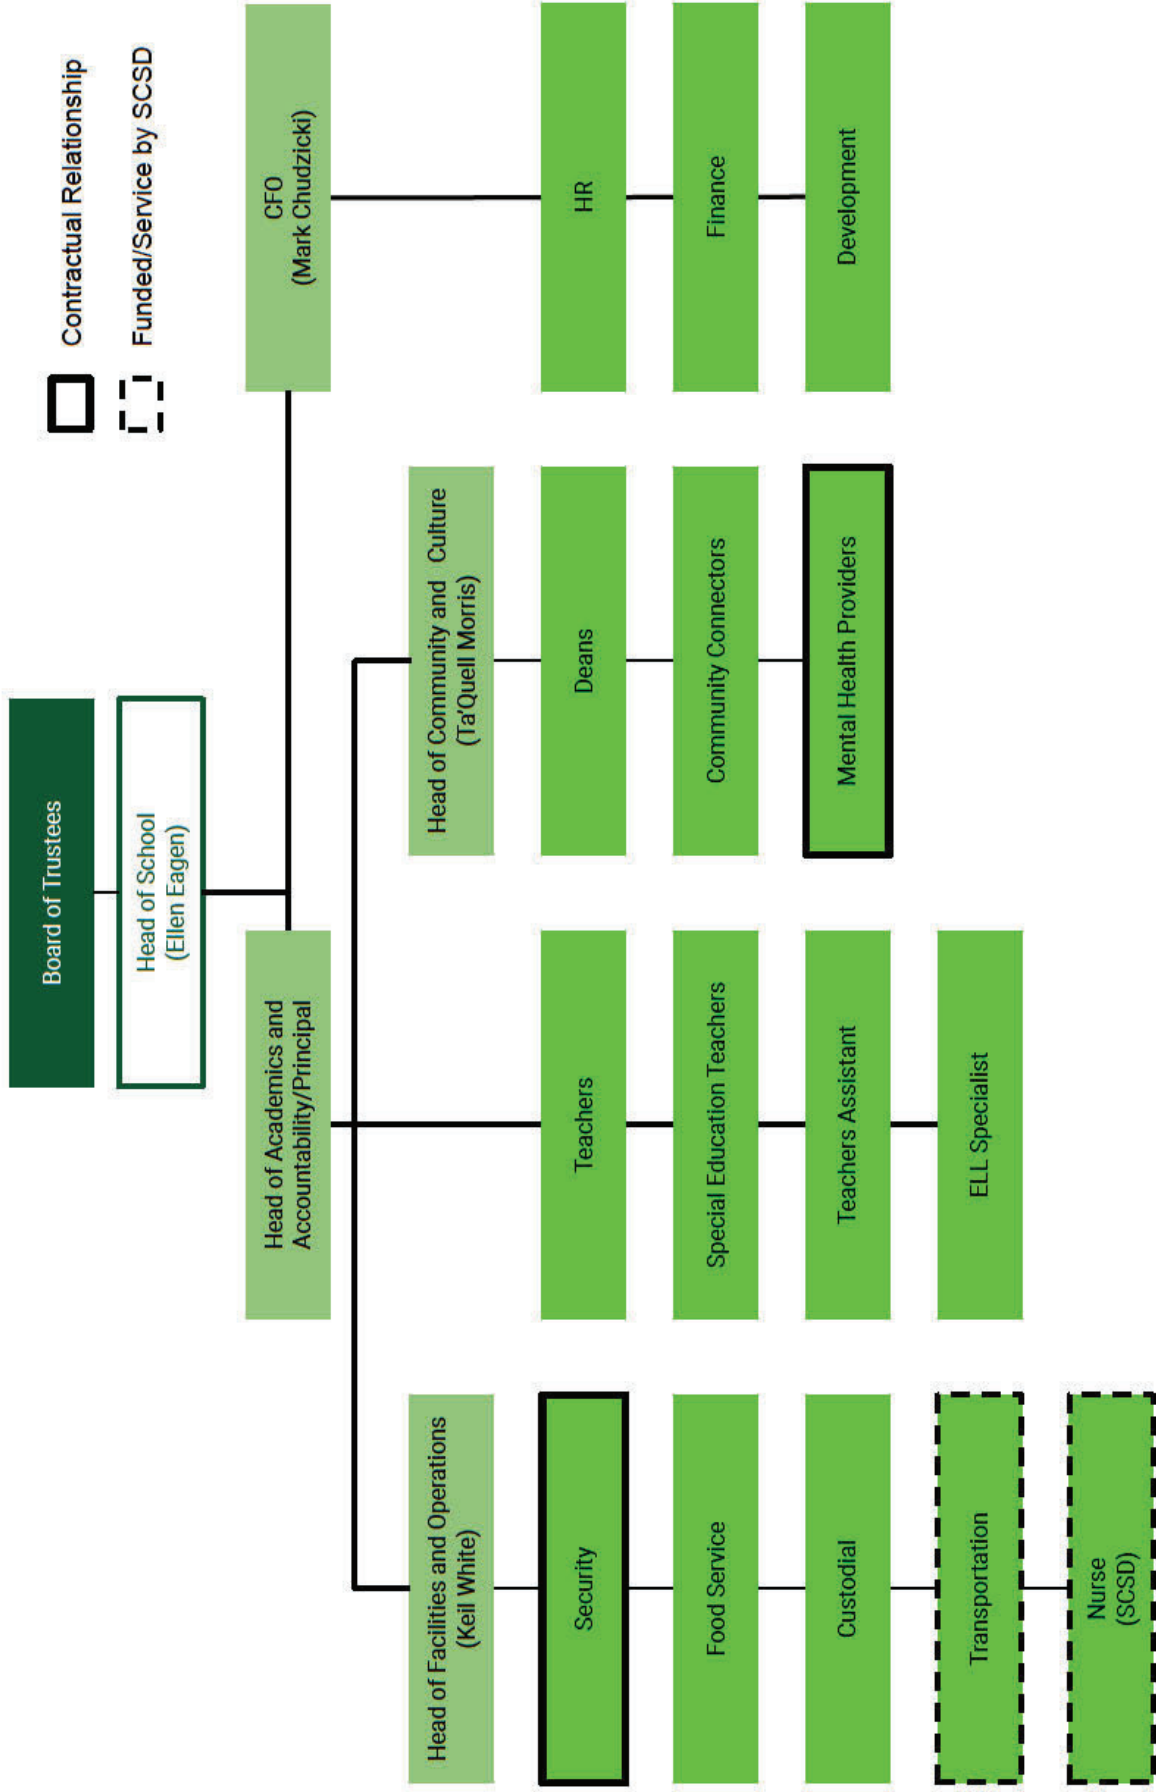 Board of Trustees
Head of School
(Ellen Eagen)
Contractual Relationship
Funded/Service by SCSD
Head of Academics and
Accountability/Principal
CFO
(Mark Chudzicki)
Head of Facilities and Operations
(Keil White)
Head of Community and Culture
(Ta'Quell Morris)
Security
Teachers
Deans
HR
Food Service
Special Education Teachers
Community Connectors
Finance
Custodial
Teachers Assistant
Mental Health Providers
Development
Transportation
ELL Specialist
Nurse
(SCSD)